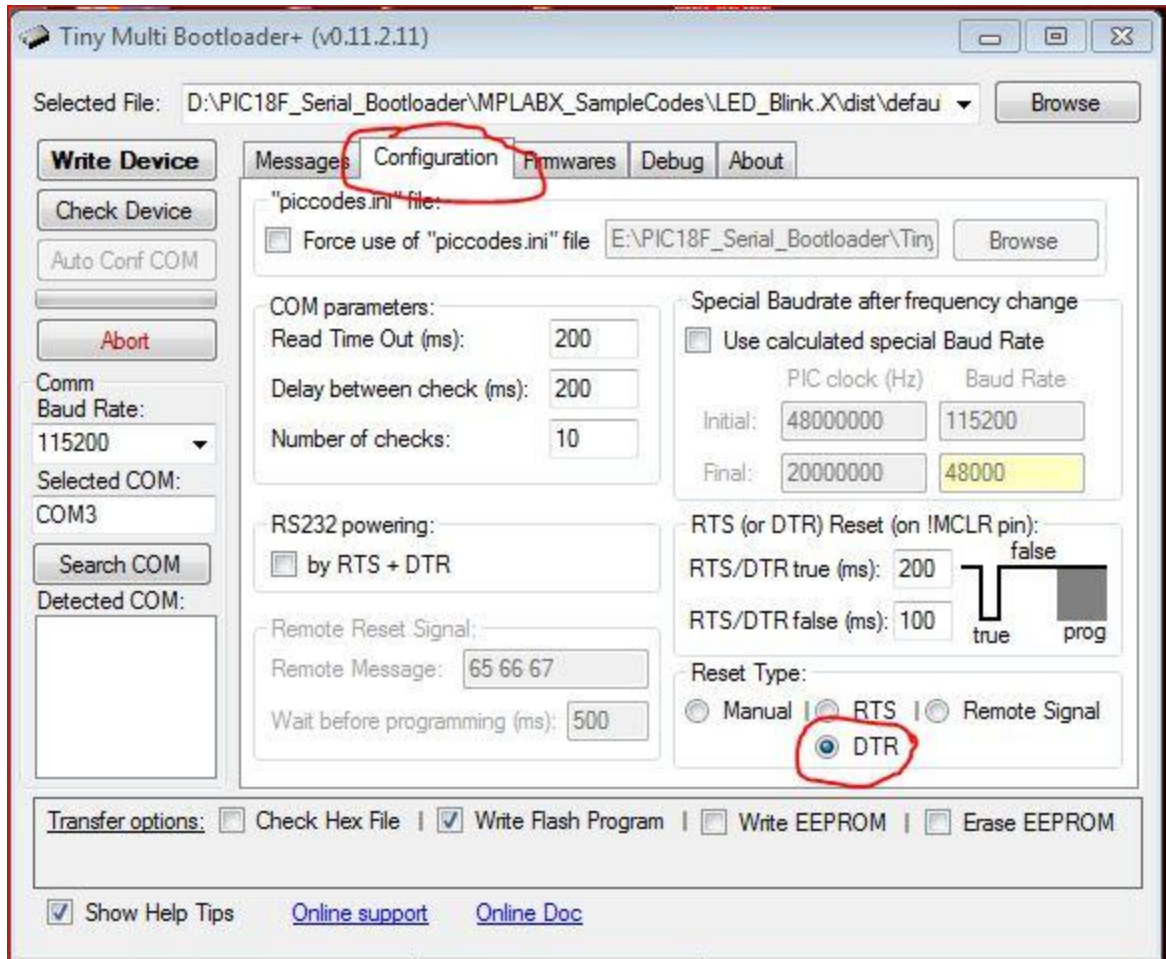 Tiny Multi Bootloader+ (v0.11.2.11)
Selected File: D:\PIC18F_Serial_Bootloader\MPLABX_SampleCodes\LED_Blink.X\dist\defau Browse
Write Device
Check Device
Auto Conf COM
Abort
Comm
Baud Rate:
115200
Selected COM:
COM3
Search COM
Detected COM:
Messages Configuration Firmwares Debug About
"piccodes.ini" file:
Force use of "piccodes.ini" file E:\PIC18F_Serial_Bootloader\Tiny Browse
COM parameters:
Read Time Out (ms): 200
Delay between check (ms): 200
Number of checks: 10
Special Baudrate after frequency change
Use calculated special Baud Rate
PIC clock (Hz) Baud Rate
Initial: 48000000 115200
Final: 20000000 48000
RS232 powering:
by RTS + DTR
RTS (or DTR) Reset (on !MCLR pin):
RTS/DTR true (ms): 200
RTS/DTR false (ms): 100
false
true prog
Remote Reset Signal:
Remote Message: 65 66 67
Wait before programming (ms): 500
Reset Type:
Manual | RTS | Remote Signal
DTR
Transfer options: Check Hex File | Write Flash Program | Write EEPROM | Erase EEPROM
Show Help Tips Online support Online Doc